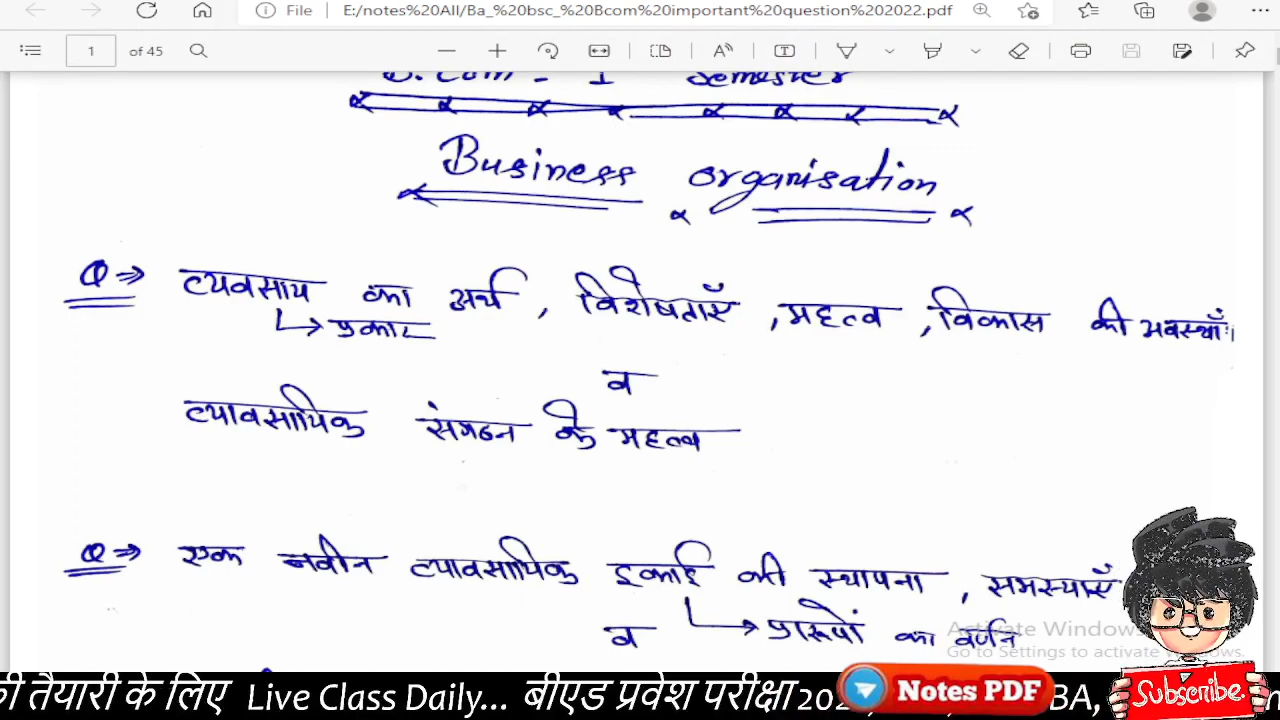 File E:/notes%20All/Ba_%20bsc_%20Bcom%20important%20question%202022.pdf
1 of 45
B.Com - I Semester
Business organisation
Q⇒ व्यवसाय का अर्थ, विशेषताएँ, महत्व, विकास की अवस्थाँ।
↳ प्रकार
व
व्यावसायिक संगठन के महत्व
Q⇒ एक नवीन व्यावसायिक इकाई की स्थापना, समस्याएँ
व ↳ प्रारूपों का वर्णन
Activate Windows
Go to Settings to activate Windows.
की तैयारी के लिए Live Class Daily... बीएड प्रवेश परीक्षा 202
Notes PDF
BA,
Subscribe